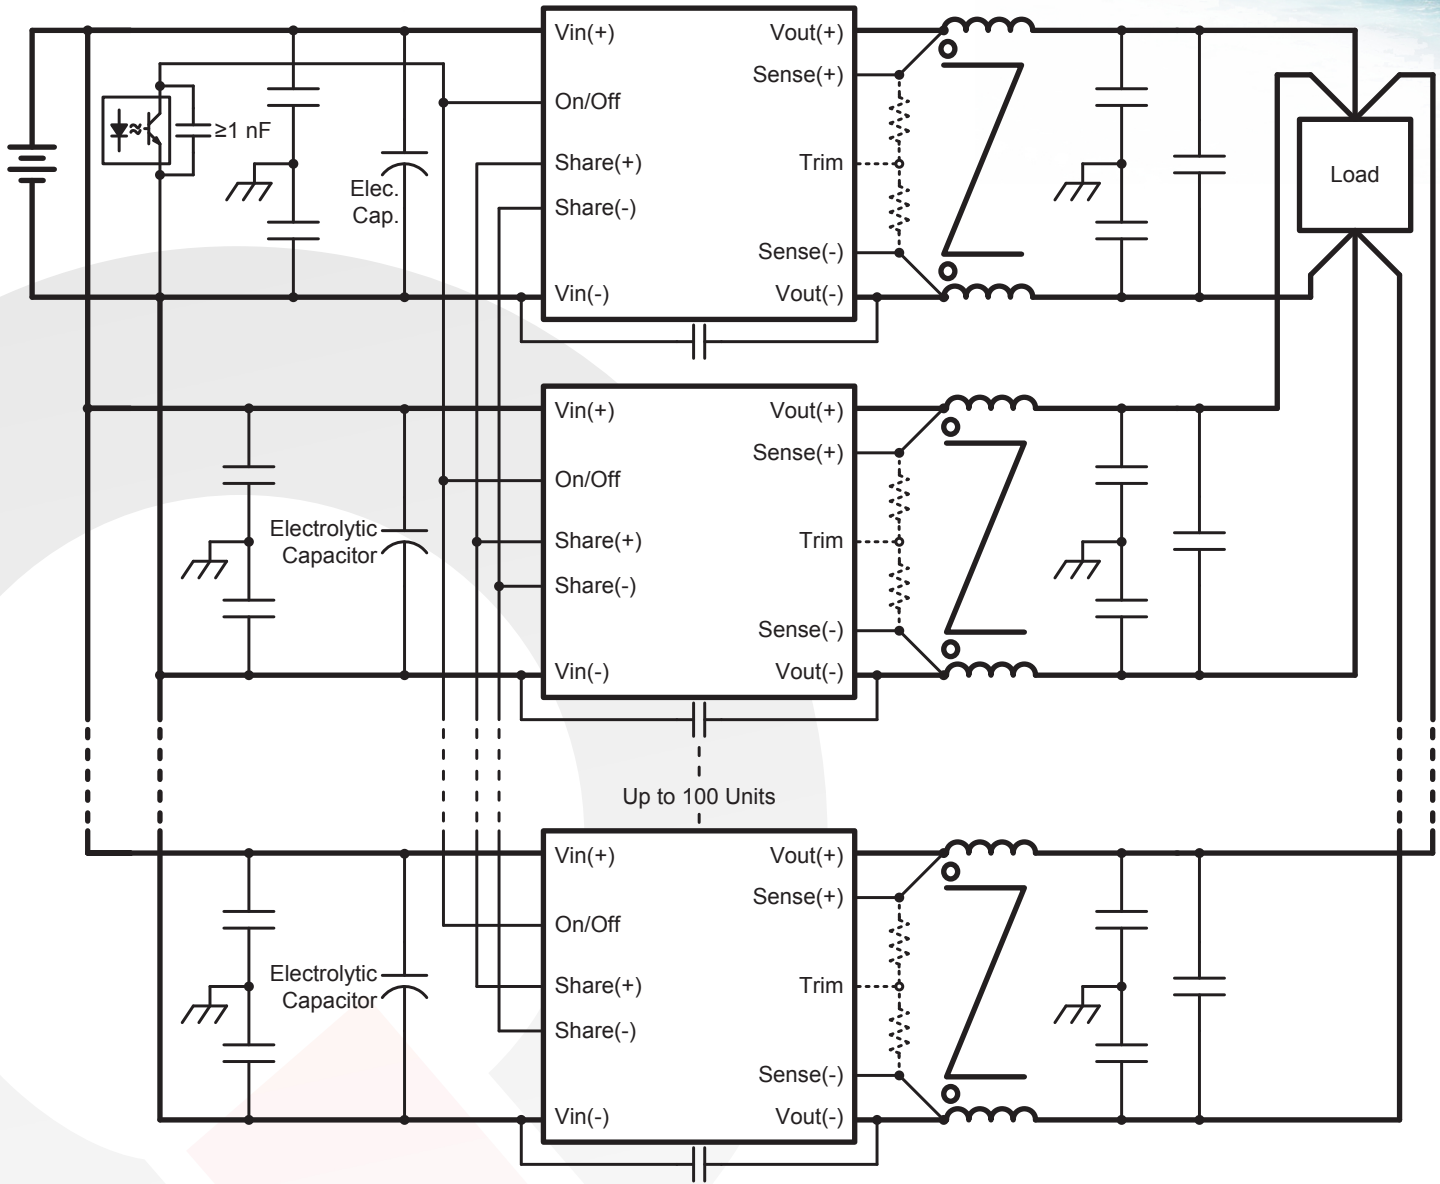 Vin(+)
Vout(+)
Sense(+)
On/Off
≥1 nF
Share(+)
Trim
Load
Elec.
Cap.
Share(-)
Sense(-)
Vin(-)
Vout(-)
Vin(+)
Vout(+)
Sense(+)
On/Off
Electrolytic
Capacitor
Share(+)
Trim
Share(-)
Sense(-)
Vin(-)
Vout(-)
Up to 100 Units
Vin(+)
Vout(+)
Sense(+)
On/Off
Electrolytic
Capacitor
Share(+)
Trim
Share(-)
Sense(-)
Vin(-)
Vout(-)